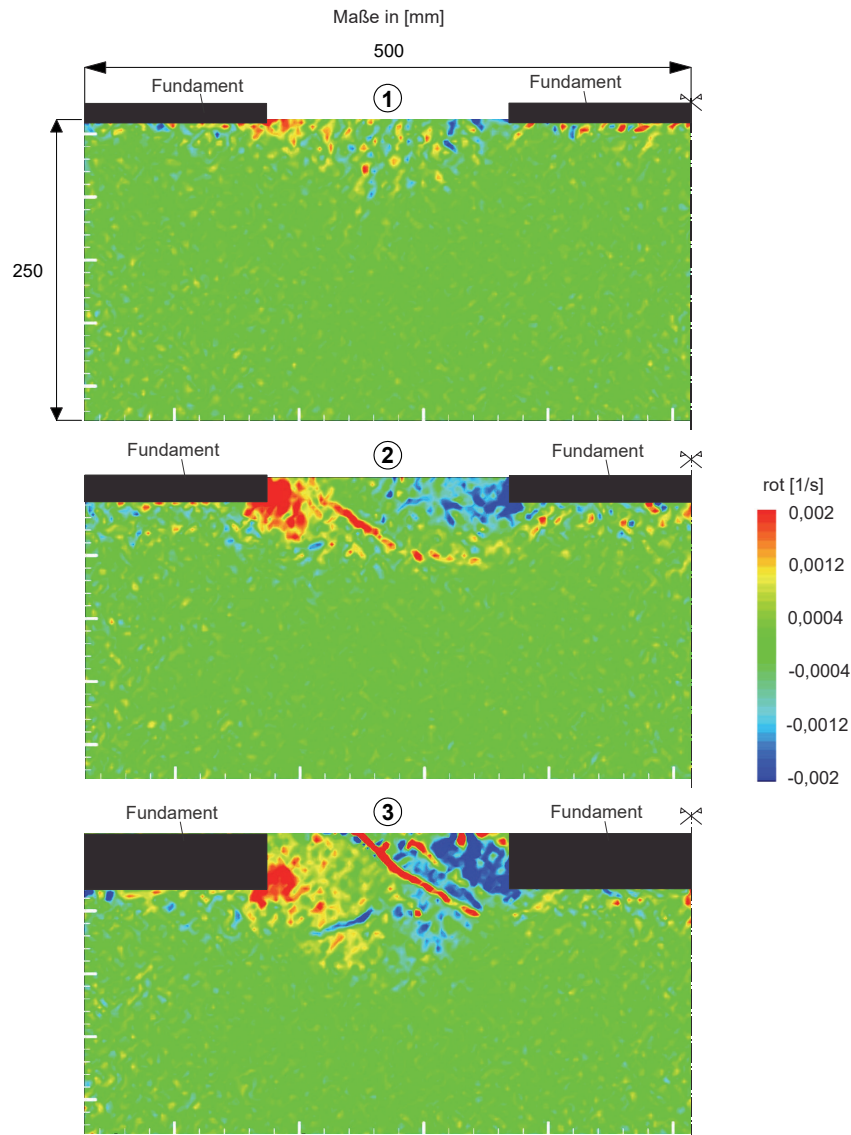 Maße in [mm]
500
Fundament
1
Fundament
250
Fundament
2
Fundament
rot [1/s]
0,002
0,0012
0,0004
-0,0004
-0,0012
-0,002
Fundament
3
Fundament